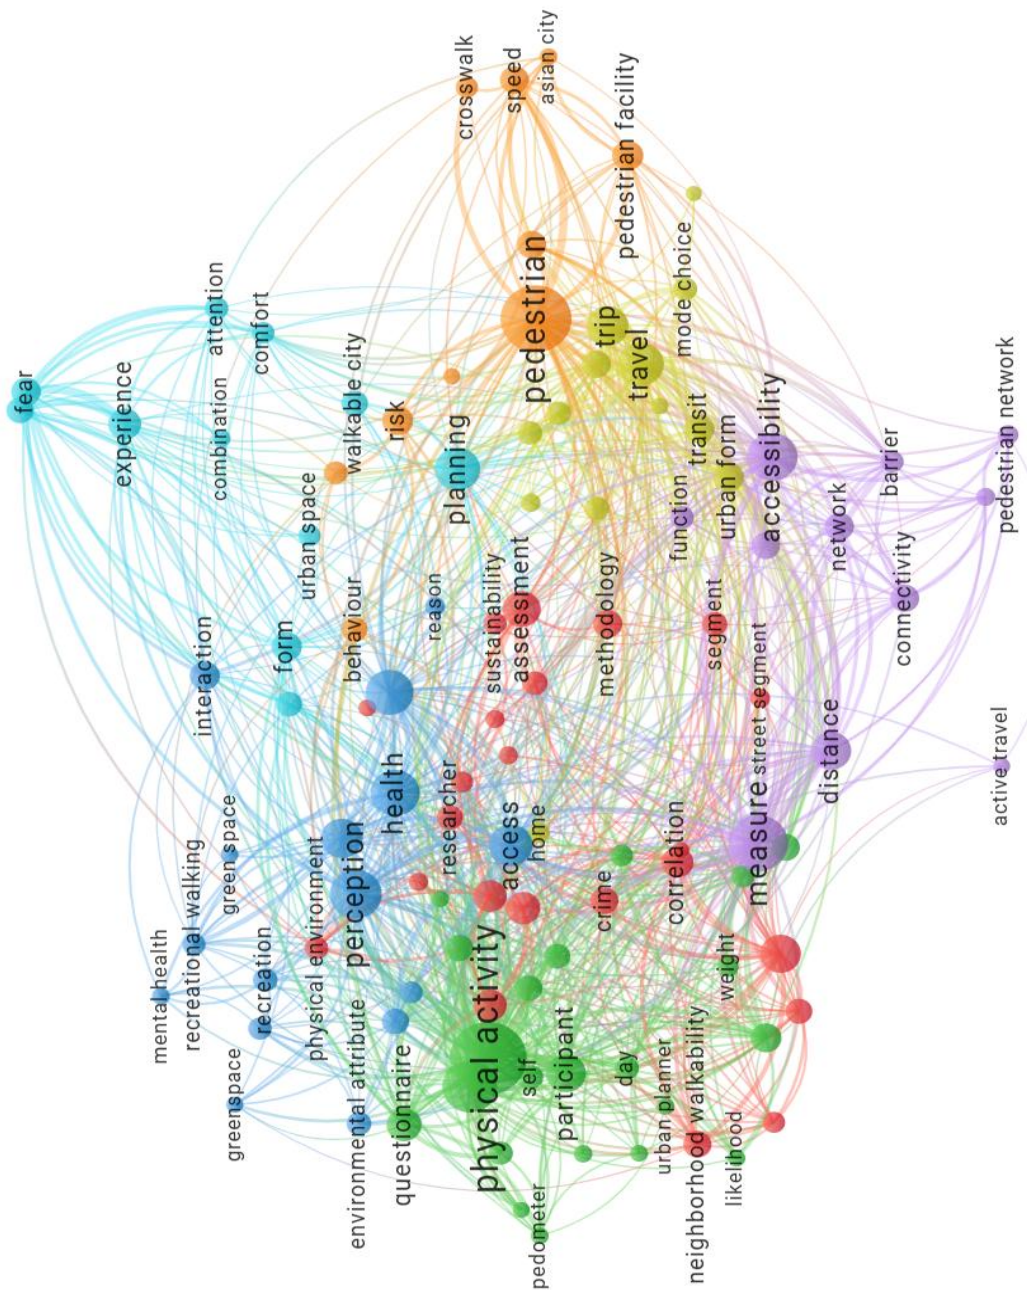 fear
experience
attention
combination
comfort
crosswalk
speed
asian city
pedestrian facility
pedestrian
walkable city
risk
planning
trip
travel
mode choice
transit
urban form
function
accessibility
barrier
network
pedestrian network
connectivity
urban space
interaction
form
behaviour
reason
sustainability
assessment
methodology
segment
street segment
distance
active travel
measure
green space
mental health
recreational walking
recreation
physical environment
perception
health
researcher
access
home
crime
correlation
weight
greenspace
environmental attribute
questionnaire
physical activity
self
participant
day
urban planner
neighborhood walkability
likelihood
pedometer